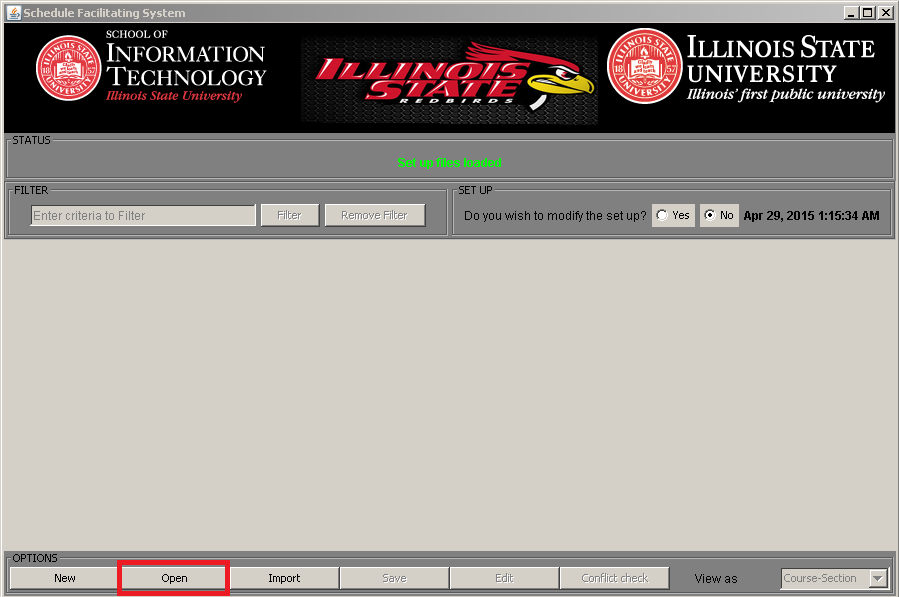 Schedule Facilitating System
SCHOOL OF
INFORMATION
TECHNOLOGY
Illinois State University
ILLINOIS
STATE
REDBIRDS
ILLINOIS STATE
UNIVERSITY
Illinois' first public university
STATUS
Set up files loaded
FILTER
Enter criteria to Filter Filter Remove Filter
SET UP
Do you wish to modify the set up? Yes No Apr 29, 2015 1:15:34 AM
OPTIONS
New Open Import Save Edit Conflict check View as Course-Section